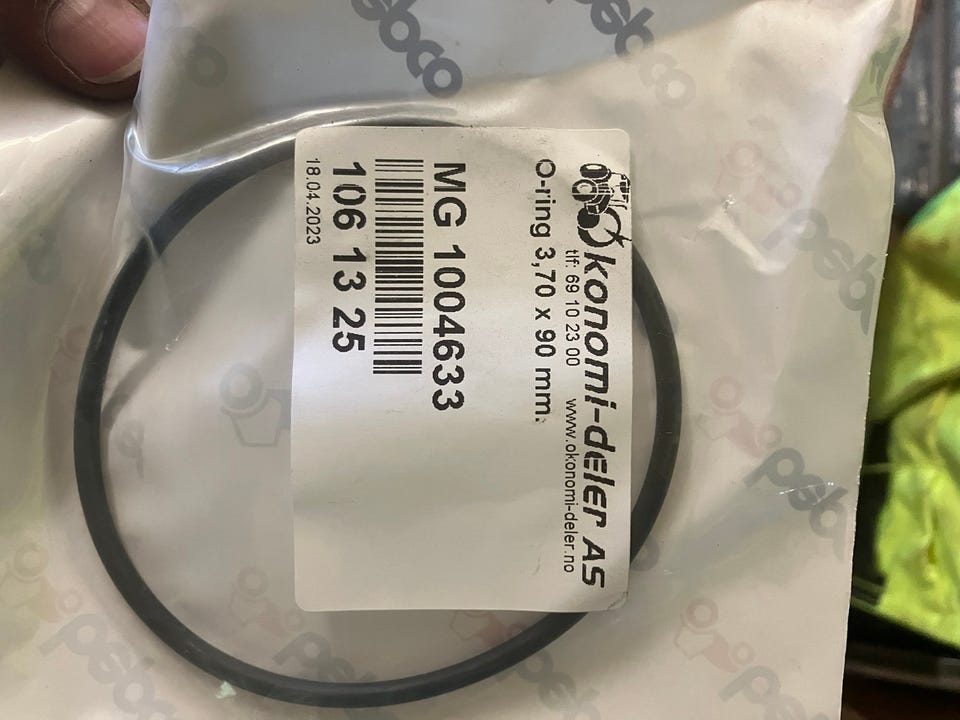 Økonomi-deler AS
tlf: 69 10 23 00 www.okonomi-deler.no
O-ring 3,70 x 90 mm.
MG 1004633
106 13 25
18.04.2023